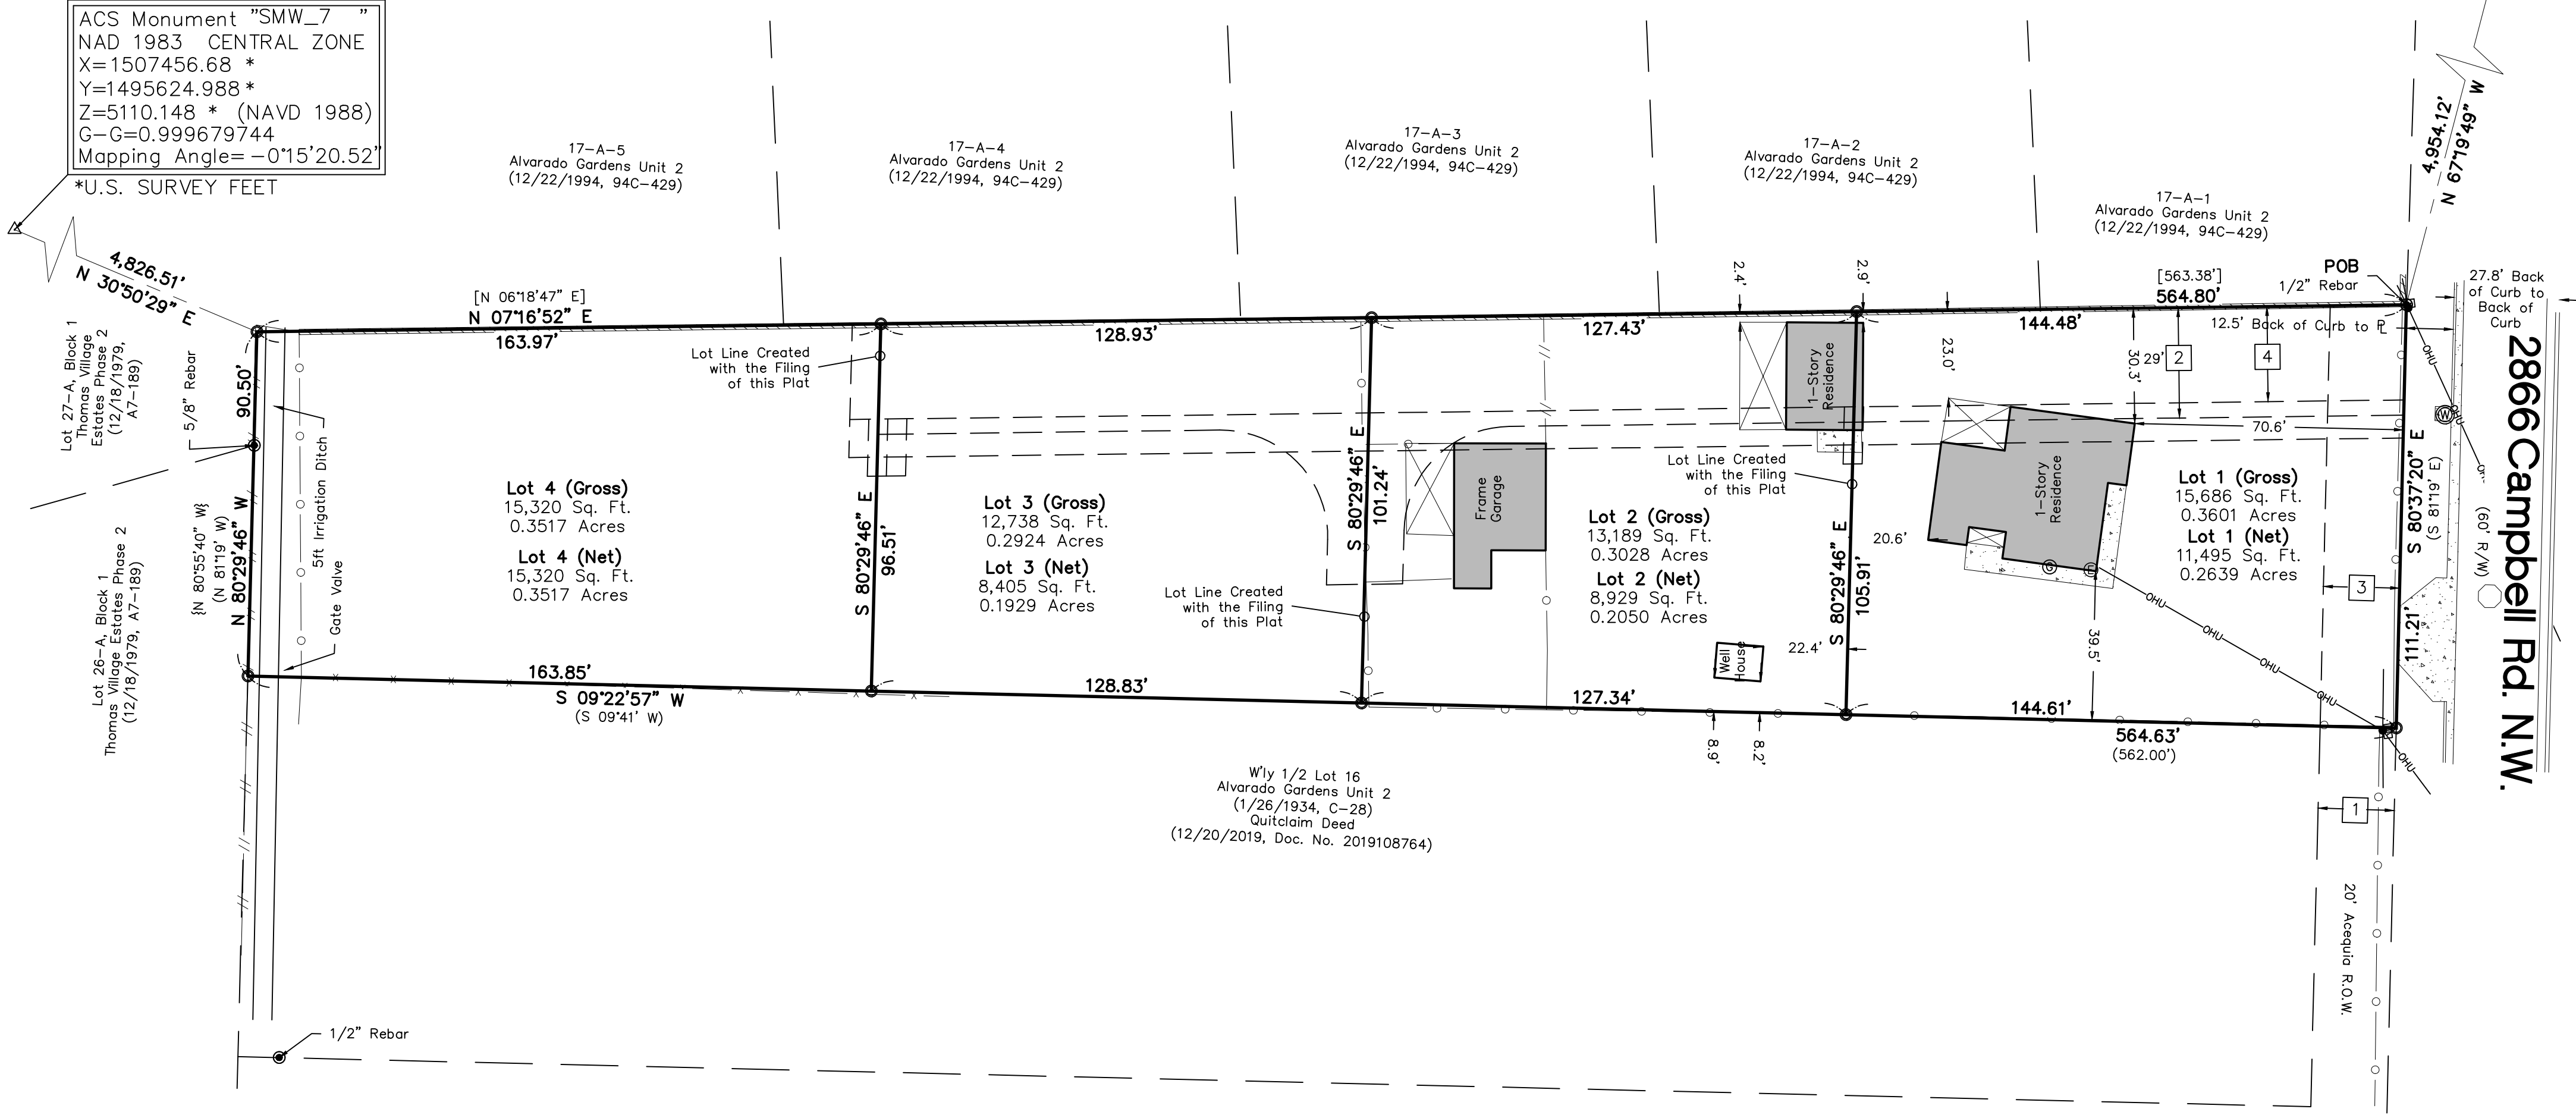 ACS Monument "SMW_7 "
NAD 1983 CENTRAL ZONE
X=1507456.68 *
Y=1495624.988 *
Z=5110.148 * (NAVD 1988)
G-G=0.999679744
Mapping Angle= -0°15'20.52"
*U.S. SURVEY FEET
4,826.51'
N 30°50'29" E
17-A-5
Alvarado Gardens Unit 2
(12/22/1994, 94C-429)
17-A-4
Alvarado Gardens Unit 2
(12/22/1994, 94C-429)
17-A-3
Alvarado Gardens Unit 2
(12/22/1994, 94C-429)
17-A-2
Alvarado Gardens Unit 2
(12/22/1994, 94C-429)
17-A-1
Alvarado Gardens Unit 2
(12/22/1994, 94C-429)
4,954.12'
N 67°19'49" W
POB
1/2" Rebar
27.8' Back
of Curb to
Back of
Curb
[563.38']
564.80'
12.5' Back of Curb to PL
[N 06°18'47" E]
N 07°16'52" E
163.97'
128.93'
127.43'
144.48'
2.4'
2.9'
23.0'
30.3'
29'
2
4
70.6'
Lot 27-A, Block 1
Thomas Village
Estates Phase 2
(12/18/1979,
A7-189)
5/8" Rebar
90.50'
{N 80°55'40" W}
(N 81°19' W)
N 80°29'46" W
Lot 26-A, Block 1
Thomas Village Estates Phase 2
(12/18/1979, A7-189)
5ft Irrigation Ditch
Gate Valve
Lot 4 (Gross)
15,320 Sq. Ft.
0.3517 Acres
Lot 4 (Net)
15,320 Sq. Ft.
0.3517 Acres
Lot Line Created
with the Filing
of this Plat
S 80°29'46" E
96.51'
Lot 3 (Gross)
12,738 Sq. Ft.
0.2924 Acres
Lot 3 (Net)
8,405 Sq. Ft.
0.1929 Acres
Lot Line Created
with the Filing
of this Plat
S 80°29'46" E
101.24'
Frame
Garage
Lot 2 (Gross)
13,189 Sq. Ft.
0.3028 Acres
Lot 2 (Net)
8,929 Sq. Ft.
0.2050 Acres
1-Story
Residence
Lot Line Created
with the Filing
of this Plat
S 80°29'46" E
105.91'
Well
House
22.4'
20.6'
1-Story
Residence
39.5'
Lot 1 (Gross)
15,686 Sq. Ft.
0.3601 Acres
Lot 1 (Net)
11,495 Sq. Ft.
0.2639 Acres
3
S 80°37'20" E
(S 81°19' E)
111.21'
W
OHU
OHU
OHU
OHU
OHU
OHU
OHU
(60' R/W)
2866 Campbell Rd. N.W.
163.85'
S 09°22'57" W
(S 09°41' W)
128.83'
127.34'
8.9'
8.2'
144.61'
564.63'
(562.00')
W'ly 1/2 Lot 16
Alvarado Gardens Unit 2
(1/26/1934, C-28)
Quitclaim Deed
(12/20/2019, Doc. No. 2019108764)
1
20' Acequia R.O.W.
1/2" Rebar